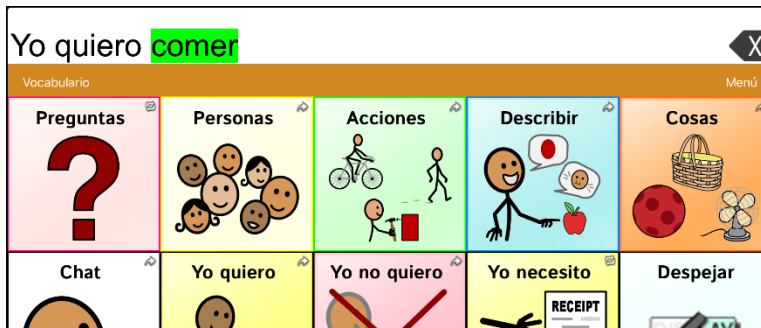 Yo quiero comer
X
Vocabulario Menú
Preguntas Personas Acciones Describir Cosas
Chat Yo quiero Yo no quiero Yo necesito Despejar
RECEIPT